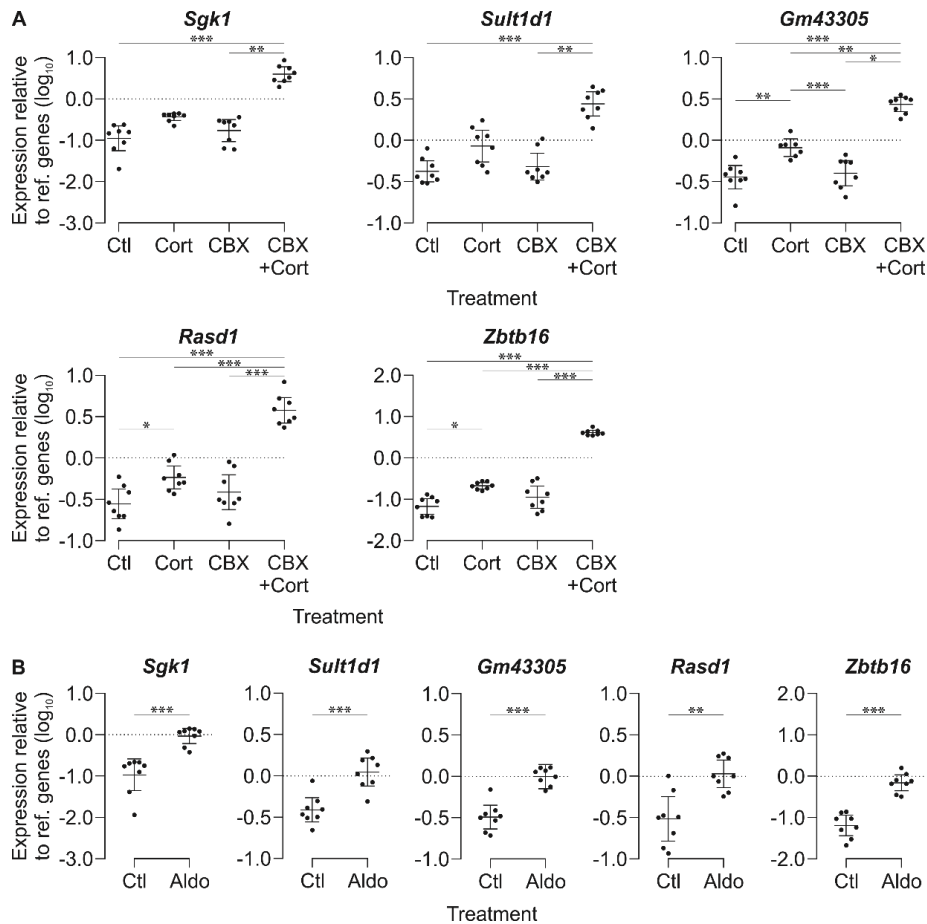 A
Sgk1
Sult1d1
Gm43305
Expression relative
to ref. genes (log10)
*** 
**
1.0
0.0
-1.0
-2.0
-3.0
Ctl Cort CBX CBX
+Cort
***
**
1.0
0.5
0.0
-0.5
-1.0
Ctl Cort CBX CBX
+Cort
***
**
*
**
***
1.0
0.5
0.0
-0.5
-1.0
Ctl Cort CBX CBX
+Cort
Treatment
Rasd1
Zbtb16
Expression relative
to ref. genes (log10)
***
***
***
*
1.0
0.5
0.0
-0.5
-1.0
Ctl Cort CBX CBX
+Cort
***
***
***
*
2.0
1.0
0.0
-1.0
-2.0
Ctl Cort CBX CBX
+Cort
Treatment
B
Sgk1
Sult1d1
Gm43305
Rasd1
Zbtb16
Expression relative
to ref. genes (log10)
***
1.0
0.0
-1.0
-2.0
-3.0
Ctl Aldo
***
1.0
0.5
0.0
-0.5
-1.0
Ctl Aldo
***
1.0
0.5
0.0
-0.5
-1.0
Ctl Aldo
**
1.0
0.5
0.0
-0.5
-1.0
Ctl Aldo
***
2.0
1.0
0.0
-1.0
-2.0
Ctl Aldo
Treatment